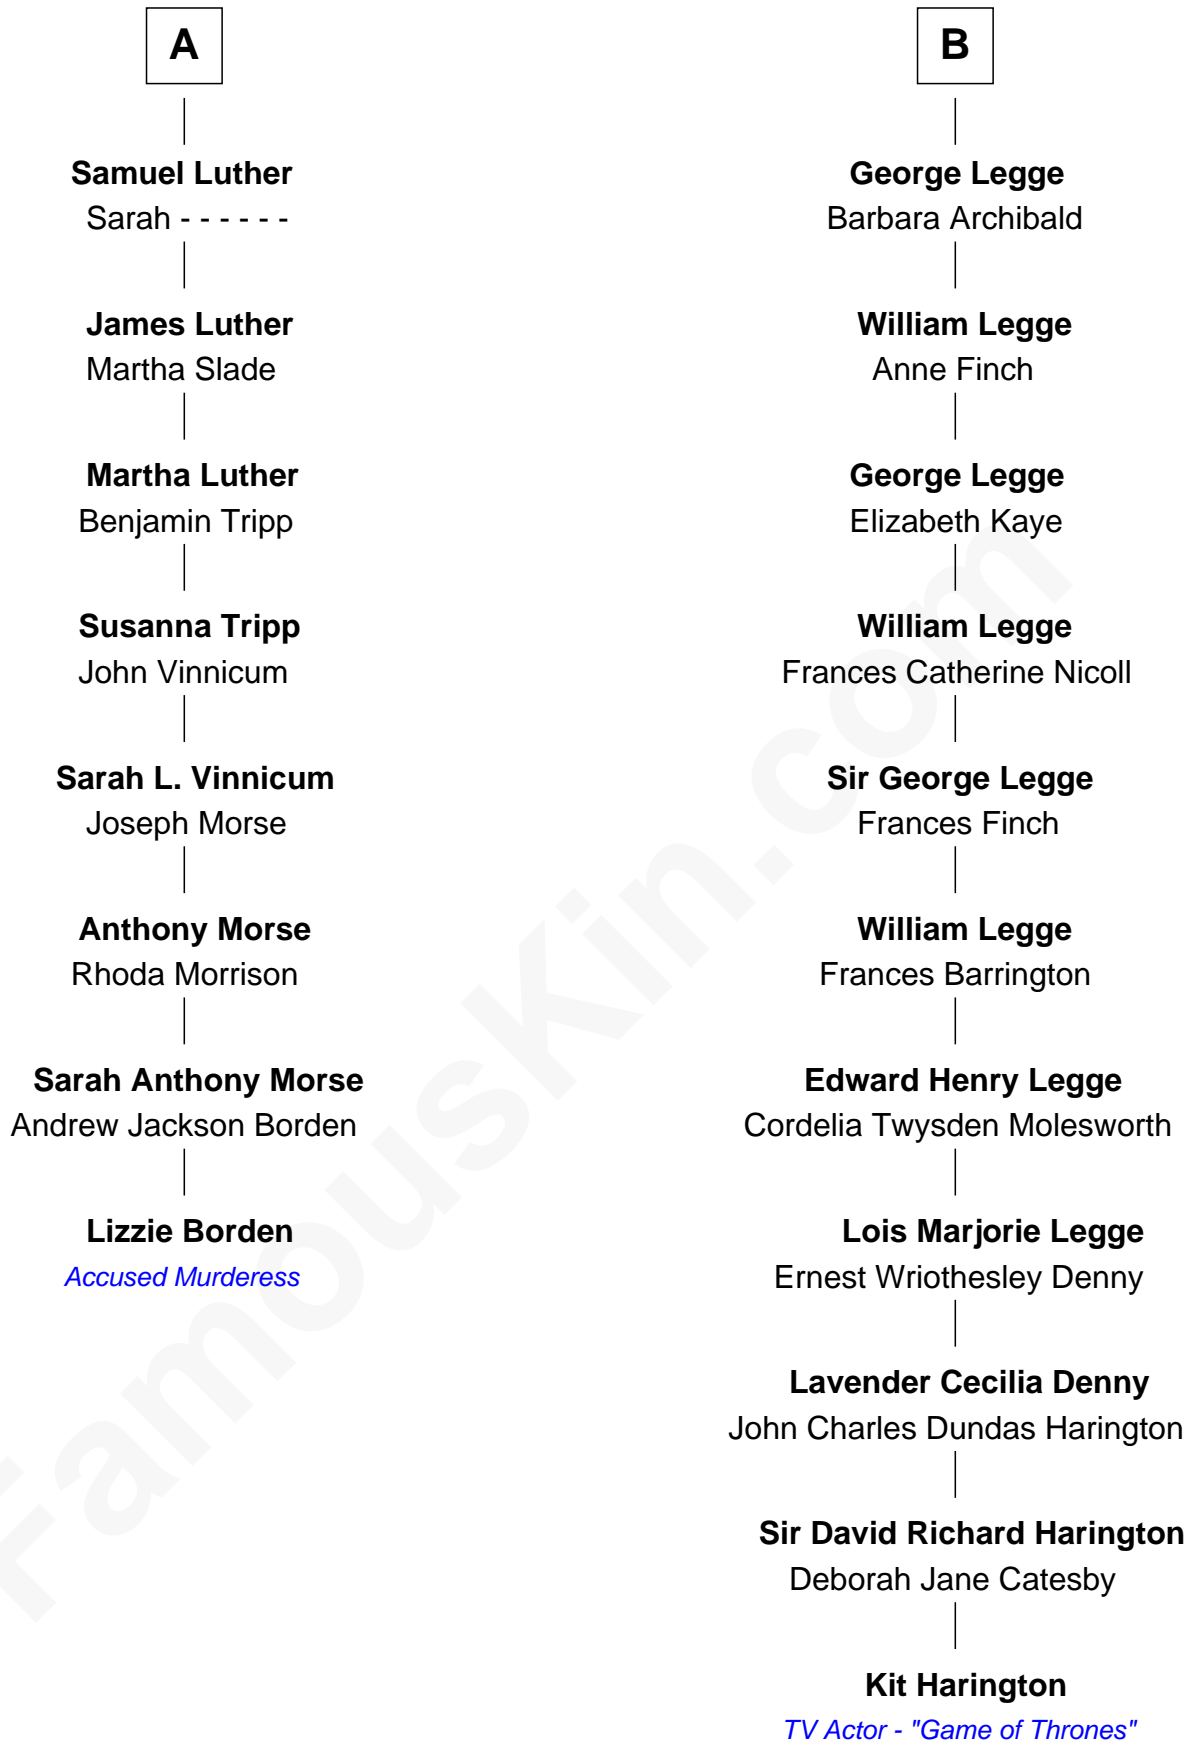 A
Samuel Luther
Sarah - - - - - -
James Luther
Martha Slade
Martha Luther
Benjamin Tripp
Susanna Tripp
John Vinnicum
Sarah L. Vinnicum
Joseph Morse
Anthony Morse
Rhoda Morrison
Sarah Anthony Morse
Andrew Jackson Borden
Lizzie Borden
Accused Murderess
B
George Legge
Barbara Archibald
William Legge
Anne Finch
George Legge
Elizabeth Kaye
William Legge
Frances Catherine Nicoll
Sir George Legge
Frances Finch
William Legge
Frances Barrington
Edward Henry Legge
Cordelia Twysden Molesworth
Lois Marjorie Legge
Ernest Wriothesley Denny
Lavender Cecilia Denny
John Charles Dundas Harington
Sir David Richard Harington
Deborah Jane Catesby
Kit Harington
TV Actor - "Game of Thrones"
FamousKin.com